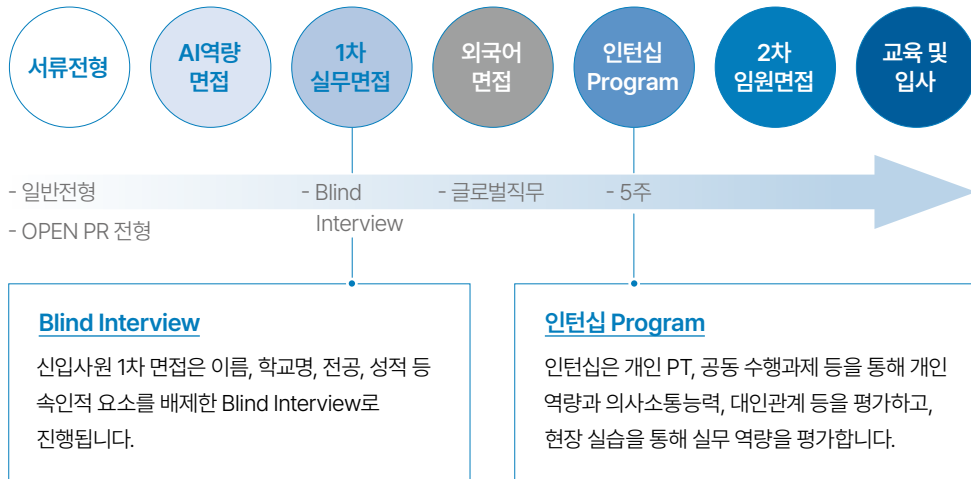 서류전형
AI역량
면접
1차
실무면접
외국어
면접
인턴십
Program
2차
임원면접
교육 및
입사
- 일반전형
- OPEN PR 전형
- Blind
Interview
- 글로벌직무
- 5주
Blind Interview
신입사원 1차 면접은 이름, 학교명, 전공, 성적 등
속인적 요소를 배제한 Blind Interview로
진행됩니다.
인턴십 Program
인턴십은 개인 PT, 공동 수행과제 등을 통해 개인
역량과 의사소통능력, 대인관계 등을 평가하고,
현장 실습을 통해 실무 역량을 평가합니다.